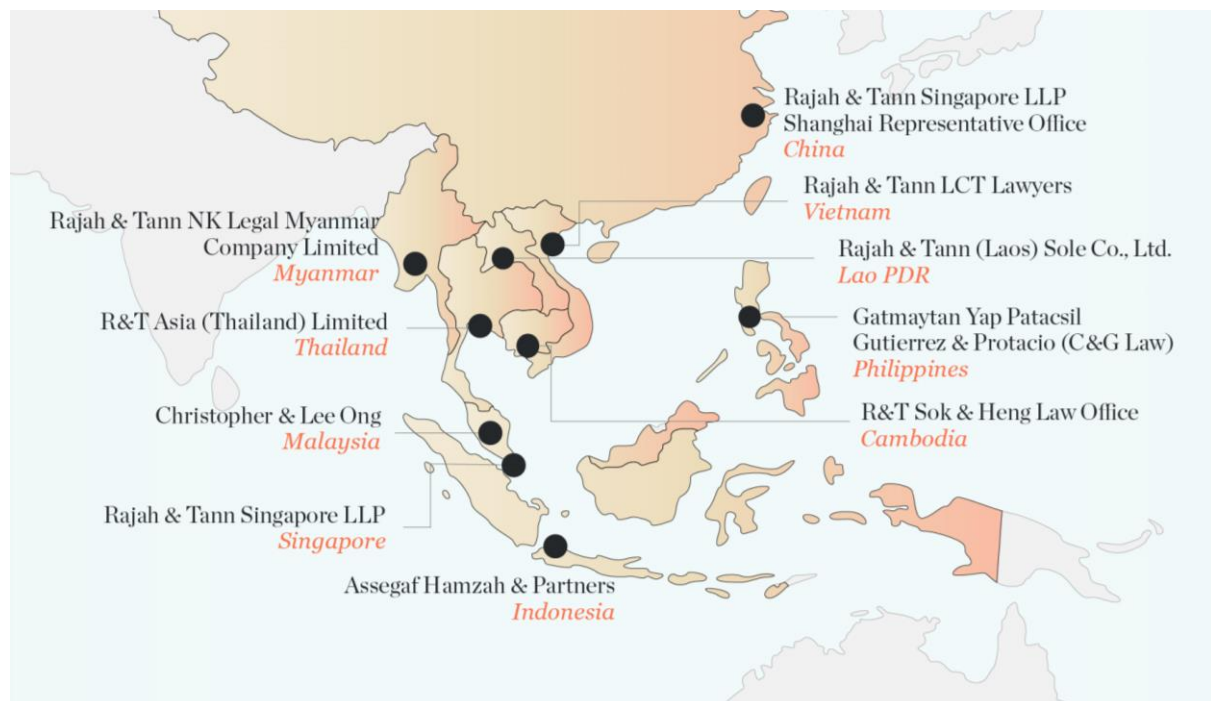 Rajah & Tann Singapore LLP
Shanghai Representative Office
China
Rajah & Tann LCT Lawyers
Vietnam
Rajah & Tann NK Legal Myanmar
Company Limited
Myanmar
Rajah & Tann (Laos) Sole Co., Ltd.
Lao PDR
R&T Asia (Thailand) Limited
Thailand
Gatmaytan Yap Patacsil
Gutierrez & Protacio (C&G Law)
Philippines
Christopher & Lee Ong
Malaysia
R&T Sok & Heng Law Office
Cambodia
Rajah & Tann Singapore LLP
Singapore
Assegaf Hamzah & Partners
Indonesia